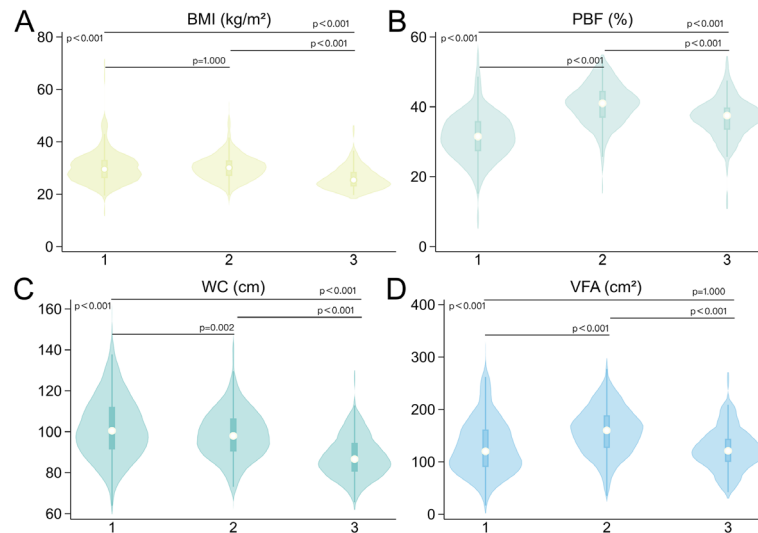 A
BMI (kg/m²)
p<0.001
p<0.001
p<0.001
p=1.000
80
60
40
20
0
1 2 3
B
PBF (%)
p<0.001
p<0.001
p<0.001
p<0.001
60
40
20
0
1 2 3
C
WC (cm)
p<0.001
p<0.001
p<0.001
p=0.002
160
140
120
100
80
60
1 2 3
D
VFA (cm²)
p=1.000
p<0.001
p<0.001
p<0.001
400
300
200
100
0
1 2 3